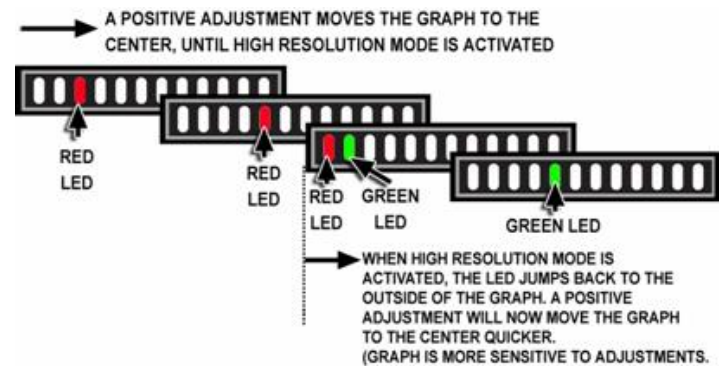 A POSITIVE ADJUSTMENT MOVES THE GRAPH TO THE
CENTER, UNTIL HIGH RESOLUTION MODE IS ACTIVATED
RED
LED
RED
LED
RED
LED
GREEN
LED
GREEN LED
WHEN HIGH RESOLUTION MODE IS
ACTIVATED, THE LED JUMPS BACK TO THE
OUTSIDE OF THE GRAPH. A POSITIVE
ADJUSTMENT WILL NOW MOVE THE GRAPH
TO THE CENTER QUICKER.
(GRAPH IS MORE SENSITIVE TO ADJUSTMENTS.